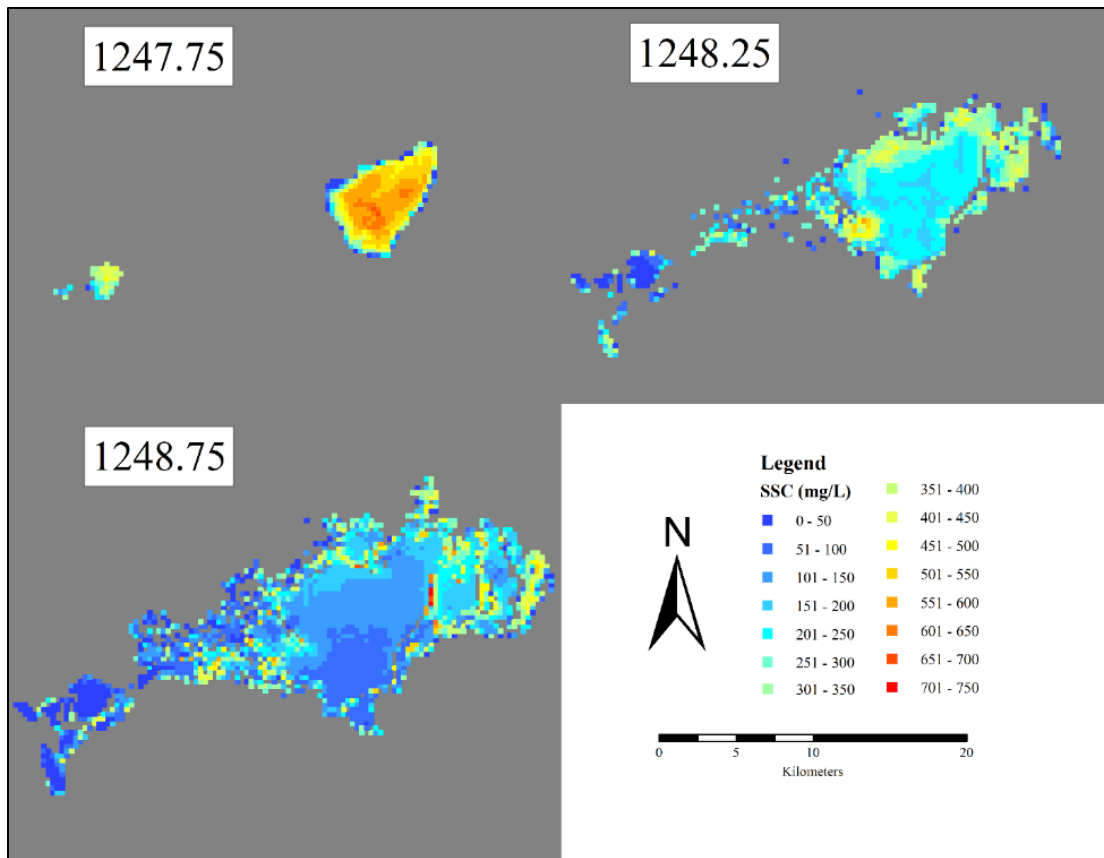 1247.75
1248.25
1248.75
Legend
SSC (mg/L)
0 - 50
51 - 100
101 - 150
151 - 200
201 - 250
251 - 300
301 - 350
351 - 400
401 - 450
451 - 500
501 - 550
551 - 600
601 - 650
651 - 700
701 - 750
N
0 5 10 20
Kilometers